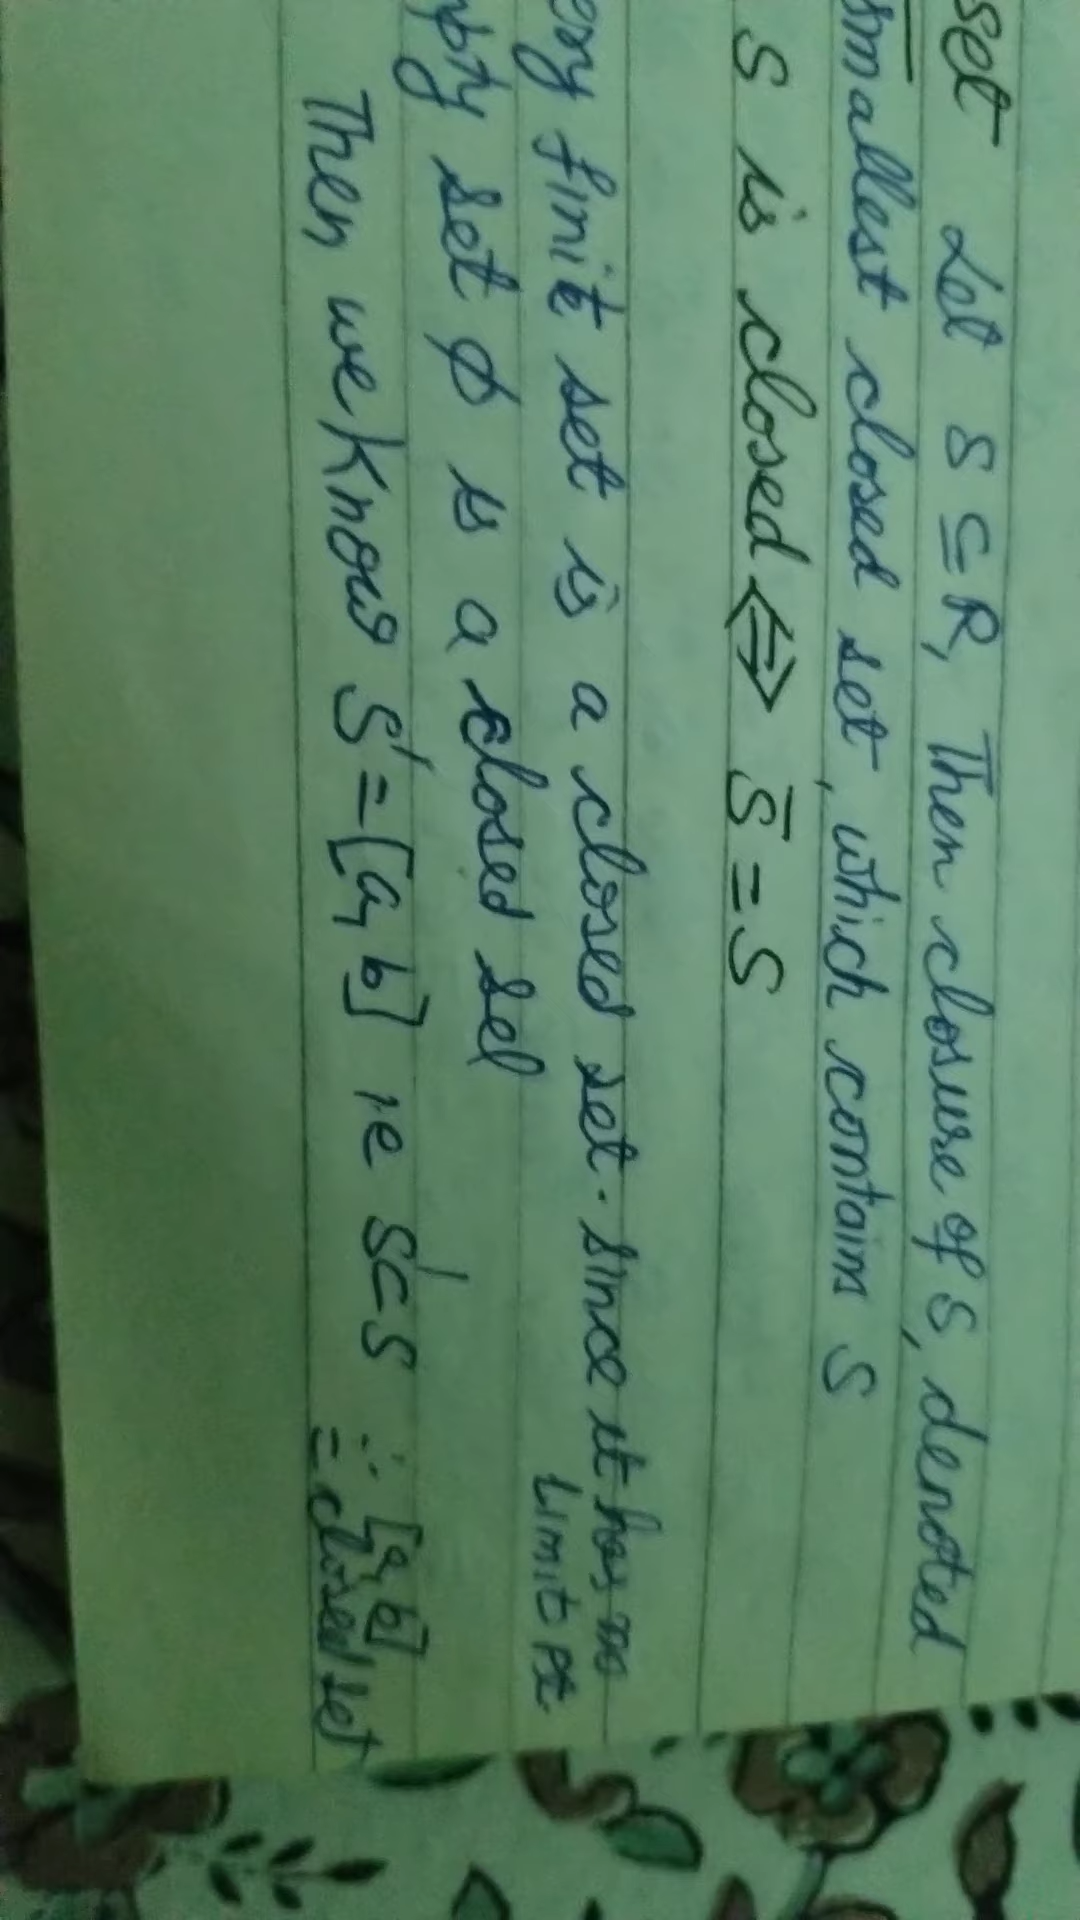 set Let S ⊆ R, Then closure of S, denoted
smallest closed set, which contains S
S is closed ⟺ S̄ = S
ery finite set is a closed set. since it has no
Limit pt.
pty set ϕ is a closed set
Then we know S' = [a, b] ie S' ⊂ S ∴ [a, b]
= closed set